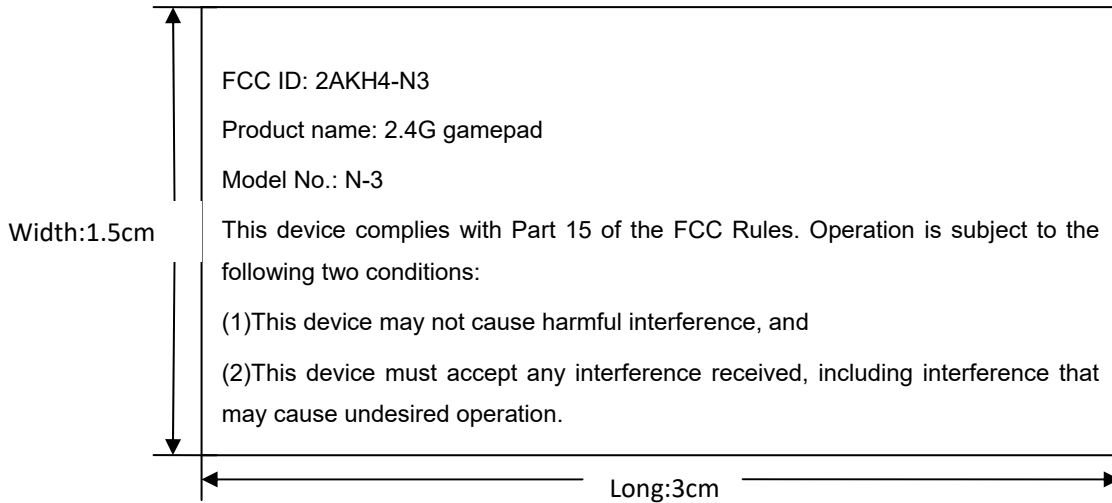 FCC ID: 2AKH4-N3
Product name: 2.4G gamepad
Model No.: N-3
Width:1.5cm
This device complies with Part 15 of the FCC Rules. Operation is subject to the
following two conditions:
(1)This device may not cause harmful interference, and
(2)This device must accept any interference received, including interference that
may cause undesired operation.
Long:3cm